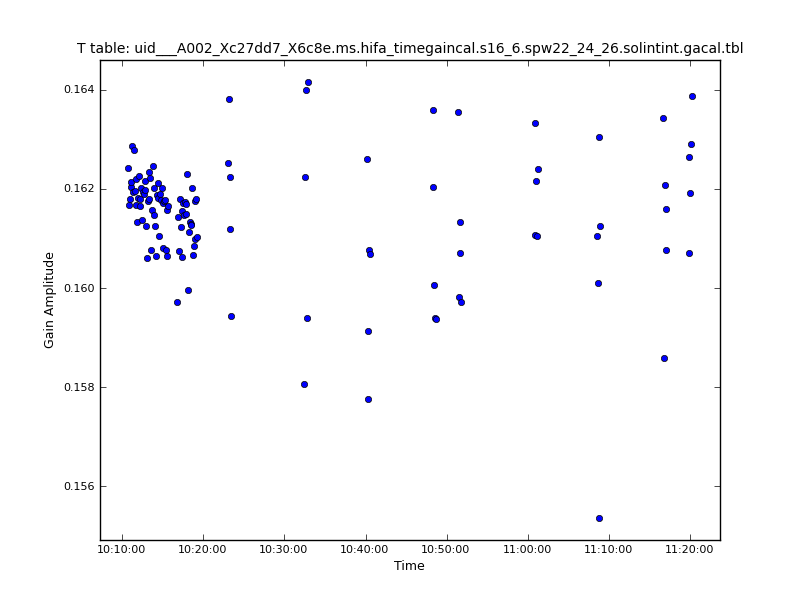 T table: uid___A002_Xc27dd7_X6c8e.ms.hifa_timegaincal.s16_6.spw22_24_26.solintint.gacal.tbl
Gain Amplitude
0.164
0.162
0.160
0.158
0.156
10:10:00 10:20:00 10:30:00 10:40:00 10:50:00 11:00:00 11:10:00 11:20:00
Time